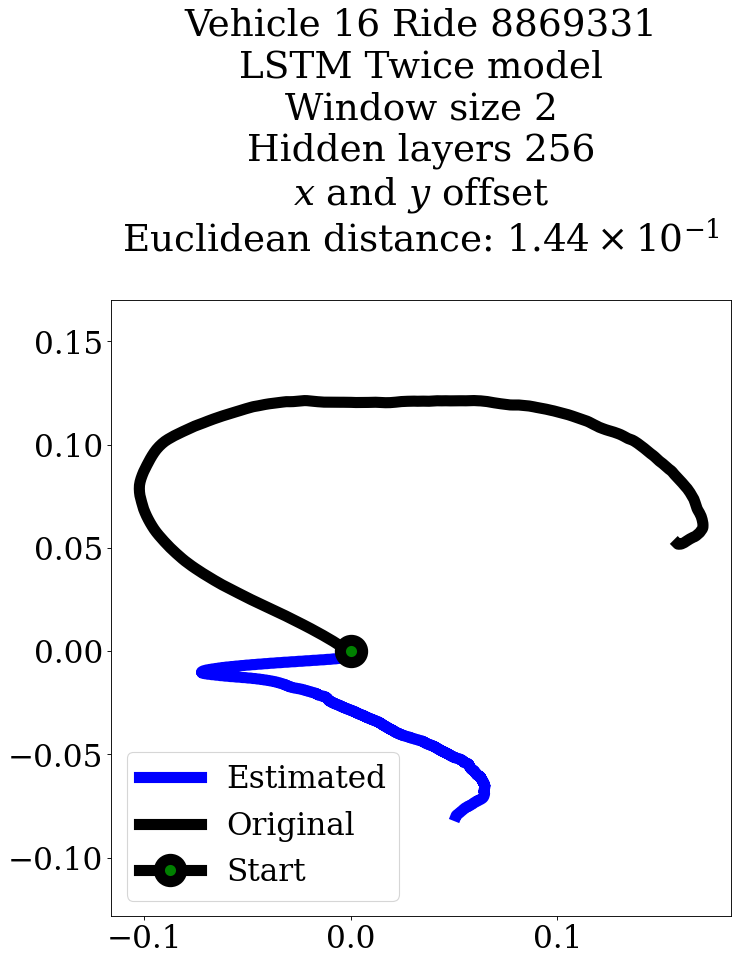 Vehicle 16 Ride 8869331
LSTM Twice model
Window size 2
Hidden layers 256
x and y offset
Euclidean distance: 1.44 × 10⁻¹
0.15
0.10
0.05
0.00
−0.05
−0.10
Estimated
Original
Start
−0.1
0.0
0.1